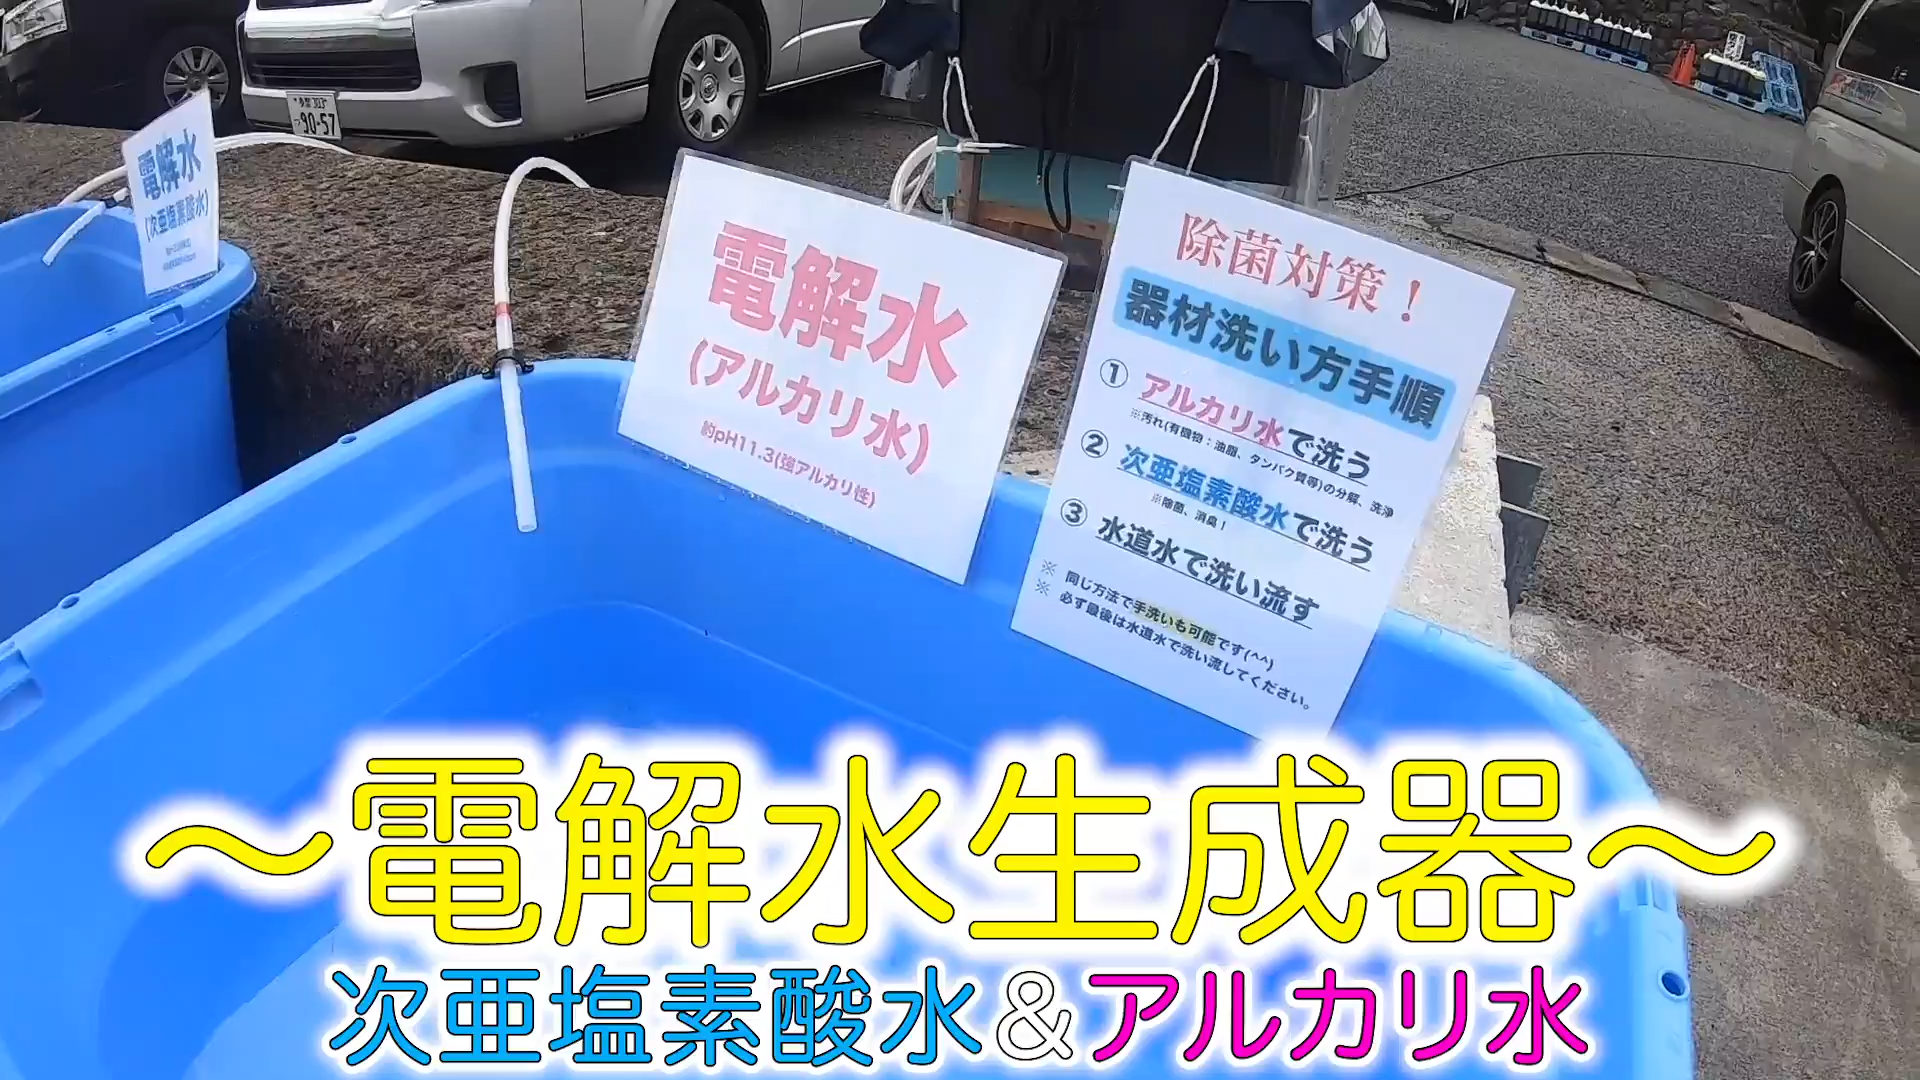 多摩 303
90-57
電解水
(次亜塩素酸水)
電解水
(アルカリ水)
約pH11.3(強アルカリ性)
除菌対策！
器材洗い方手順
① アルカリ水で洗う
※汚れ(有機物：油脂、タンパク質等)の分解、洗浄
② 次亜塩素酸水で洗う
※除菌、消臭！
③ 水道水で洗い流す
※ 同じ方法で手洗いも可能です(^^)
※ 必ず最後は水道水で洗い流してください。
～電解水生成器～
次亜塩素酸水&アルカリ水